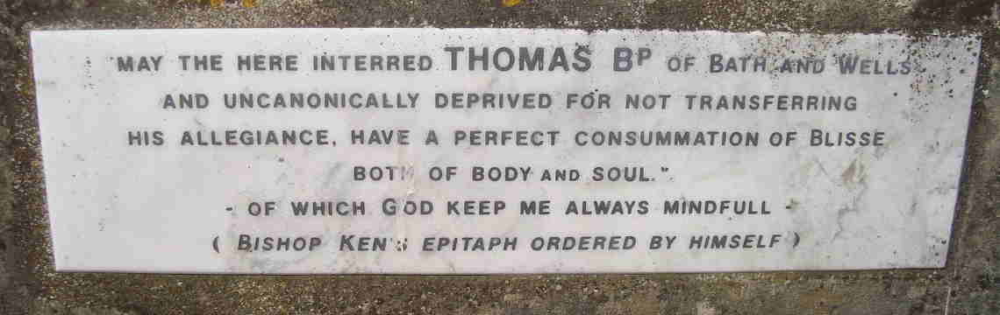 "MAY THE HERE INTERRED THOMAS BP OF BATH AND WELLS
AND UNCANONICALLY DEPRIVED FOR NOT TRANSFERRING
HIS ALLEGIANCE, HAVE A PERFECT CONSUMMATION OF BLISSE
BOTH OF BODY AND SOUL."
- OF WHICH GOD KEEP ME ALWAYS MINDFULL -
( BISHOP KEN'S EPITAPH ORDERED BY HIMSELF )